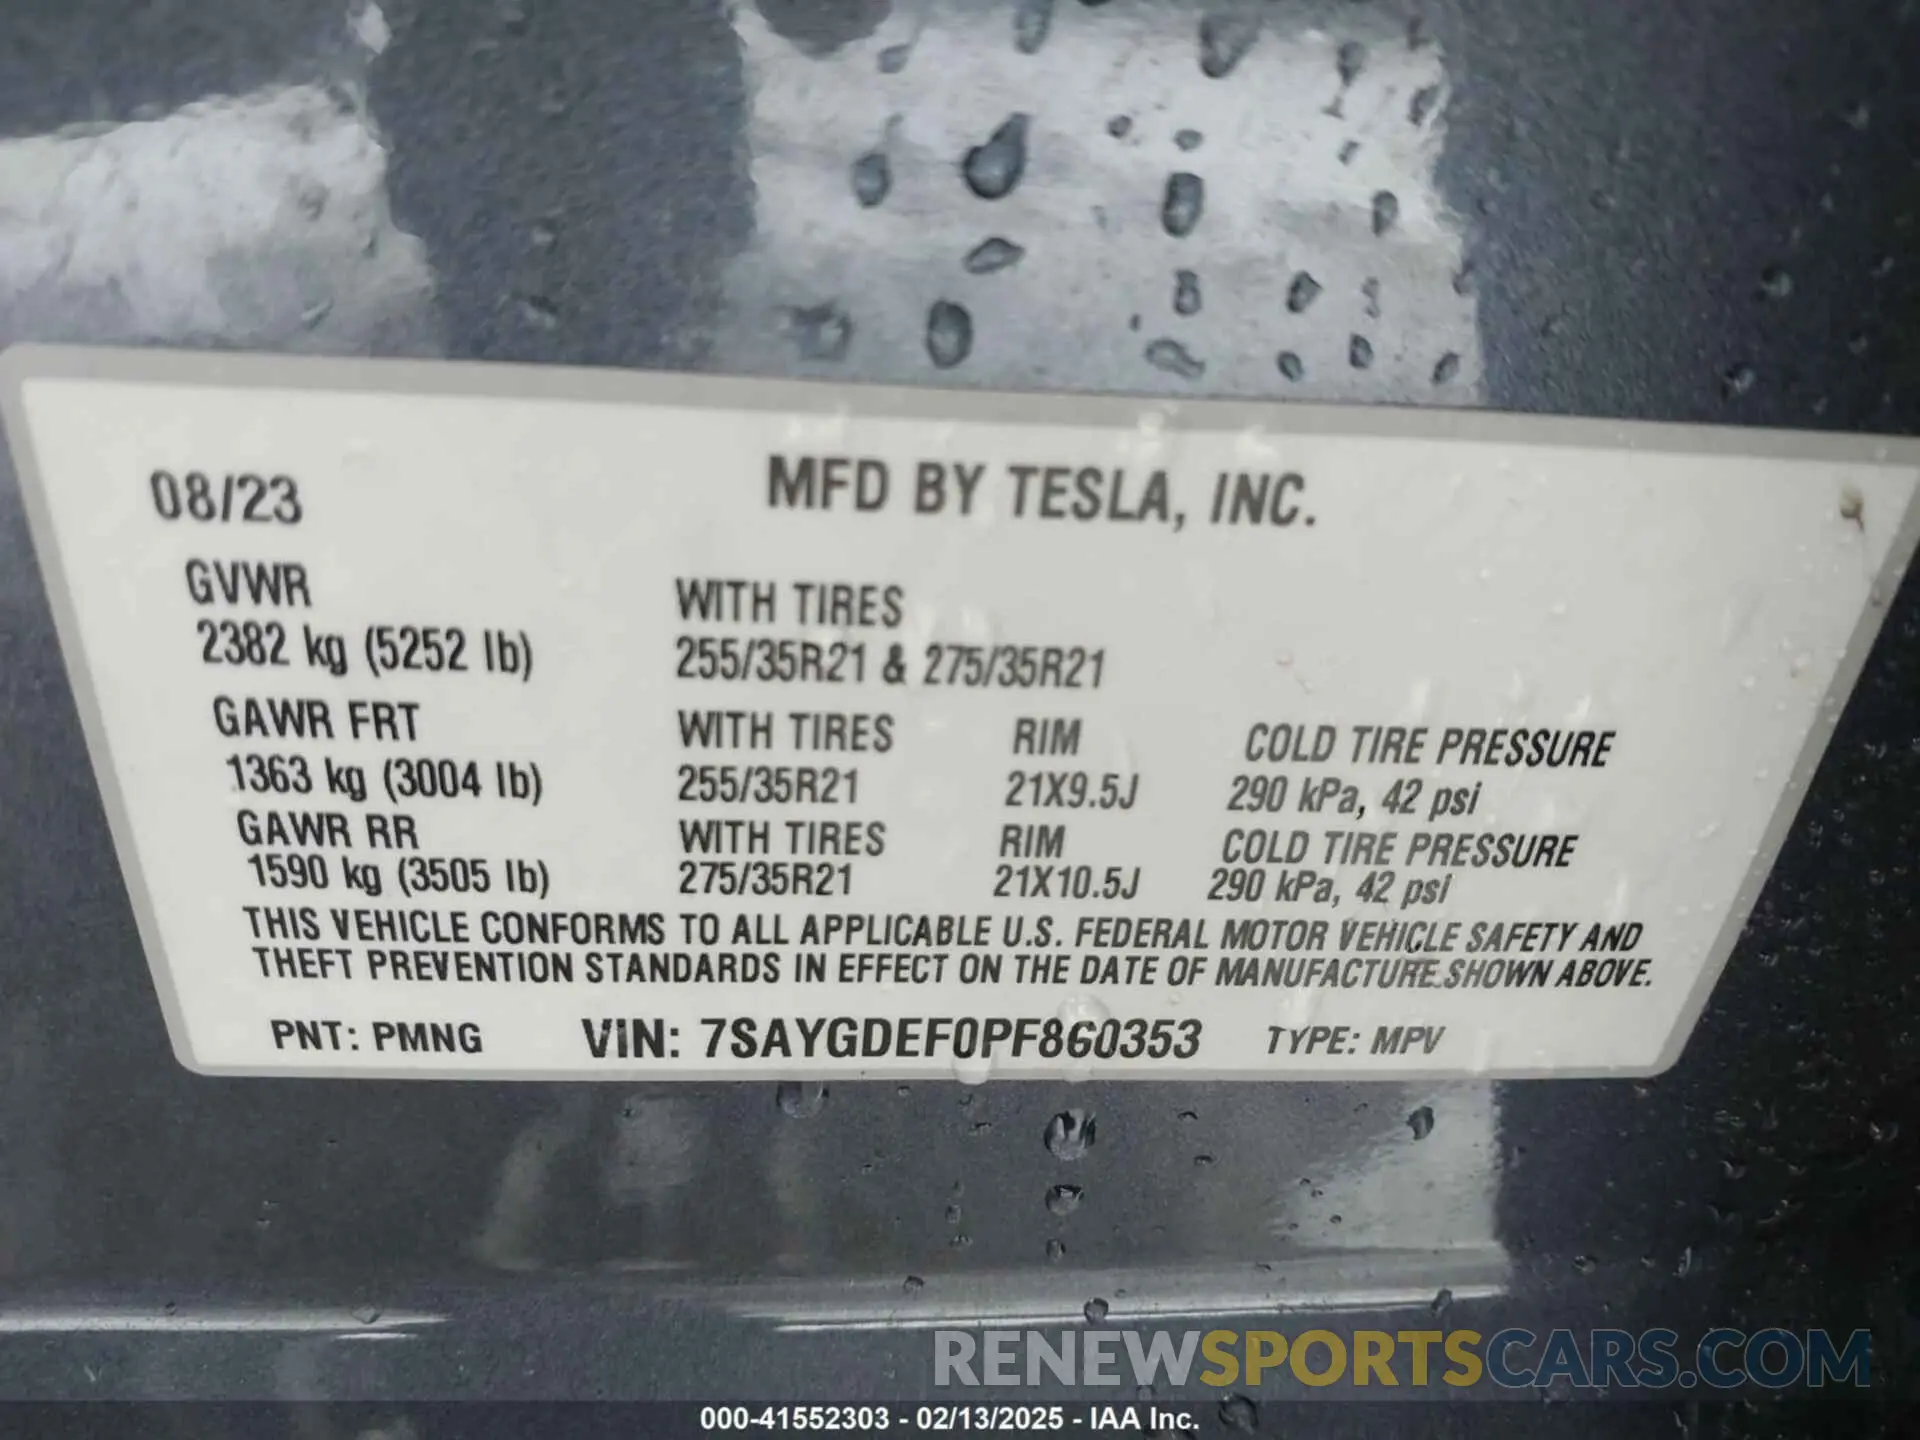 08/23 MFD BY TESLA, INC.
GVWR WITH TIRES
2382 kg (5252 lb) 255/35R21 & 275/35R21
GAWR FRT WITH TIRES RIM COLD TIRE PRESSURE
1363 kg (3004 lb) 255/35R21 21X9.5J 290 kPa, 42 psi
GAWR RR WITH TIRES RIM COLD TIRE PRESSURE
1590 kg (3505 lb) 275/35R21 21X10.5J 290 kPa, 42 psi
THIS VEHICLE CONFORMS TO ALL APPLICABLE U.S. FEDERAL MOTOR VEHICLE SAFETY AND
THEFT PREVENTION STANDARDS IN EFFECT ON THE DATE OF MANUFACTURE SHOWN ABOVE.
PNT: PMNG VIN: 7SAYGDEF0PF860353 TYPE: MPV
RENEWSPORTSCARS.COM
000-41552303 - 02/13/2025 - IAA Inc.